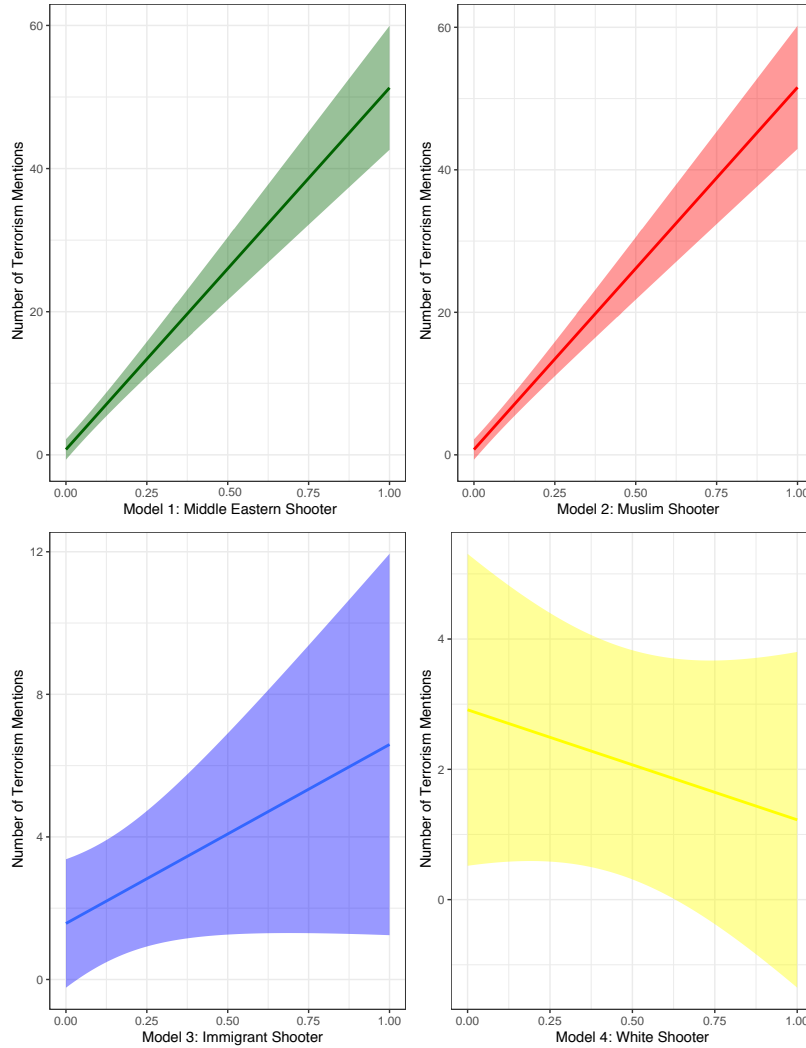 60
40
20
0
Number of Terrorism Mentions
0.00 0.25 0.50 0.75 1.00
Model 1: Middle Eastern Shooter
60
40
20
0
Number of Terrorism Mentions
0.00 0.25 0.50 0.75 1.00
Model 2: Muslim Shooter
12
8
4
0
Number of Terrorism Mentions
0.00 0.25 0.50 0.75 1.00
Model 3: Immigrant Shooter
4
2
0
Number of Terrorism Mentions
0.00 0.25 0.50 0.75 1.00
Model 4: White Shooter